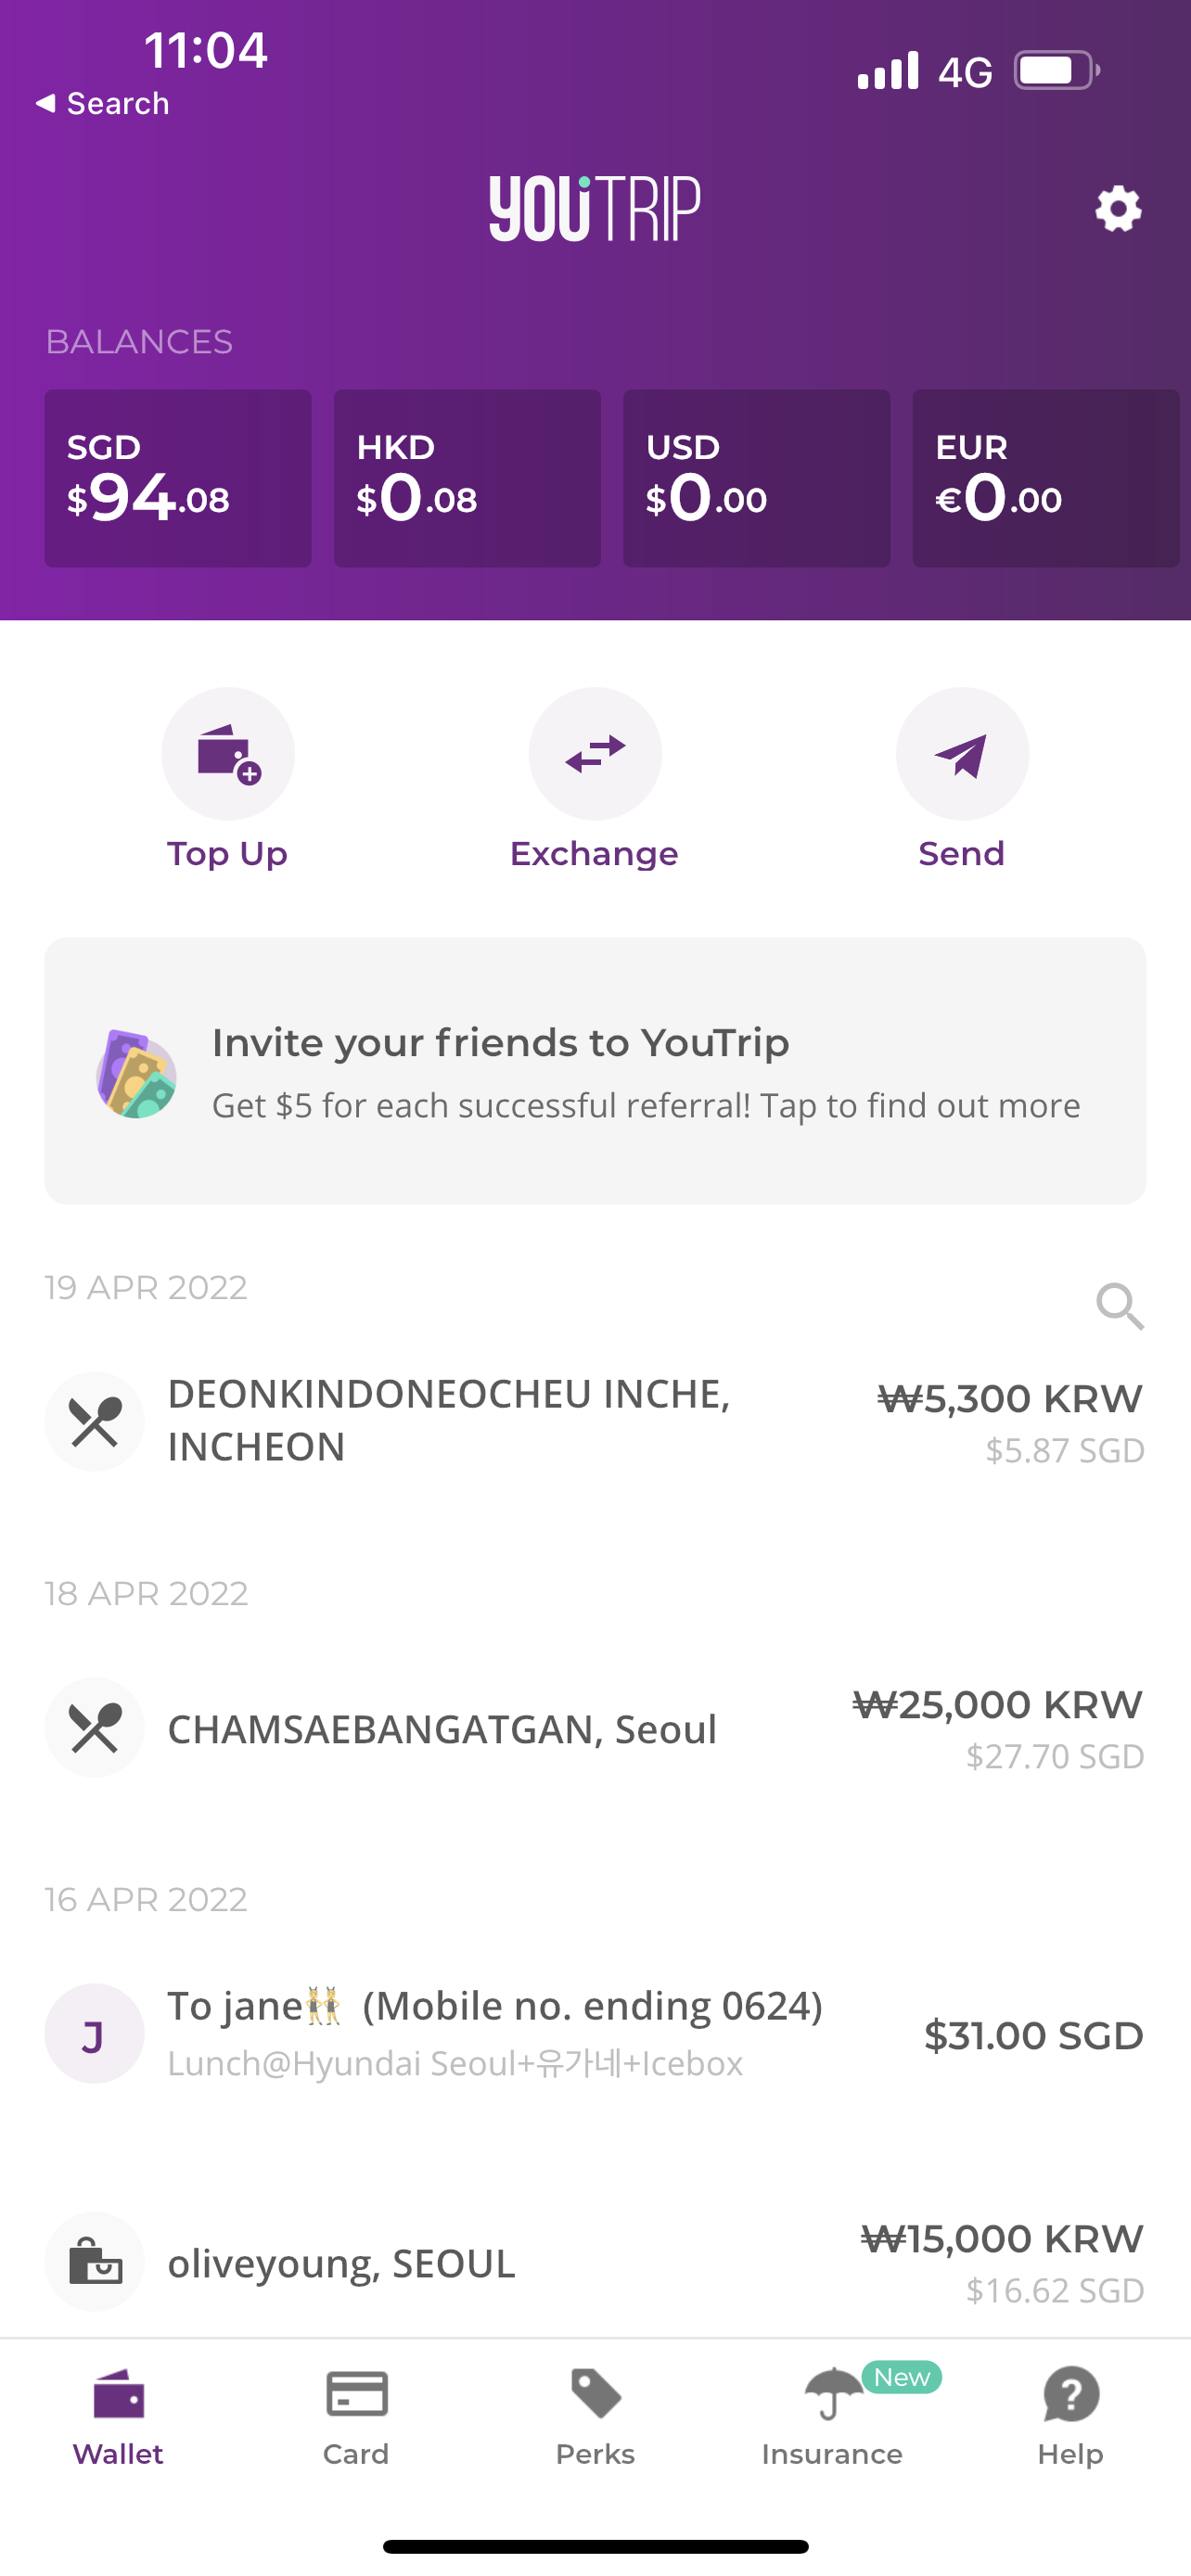 11:04
4G
◀ Search
YOUTRIP
BALANCES
SGD
$94.08
HKD
$0.08
USD
$0.00
EUR
€0.00
Top Up
Exchange
Send
Invite your friends to YouTrip
Get $5 for each successful referral! Tap to find out more
19 APR 2022
DEONKINDONEOCHEU INCHE,
INCHEON
₩5,300 KRW
$5.87 SGD
18 APR 2022
CHAMSAEBANGATGAN, Seoul
₩25,000 KRW
$27.70 SGD
16 APR 2022
J
To jane👯 (Mobile no. ending 0624)
Lunch@Hyundai Seoul+유가네+Icebox
$31.00 SGD
oliveyoung, SEOUL
₩15,000 KRW
$16.62 SGD
Wallet
Card
Perks
New
Insurance
Help